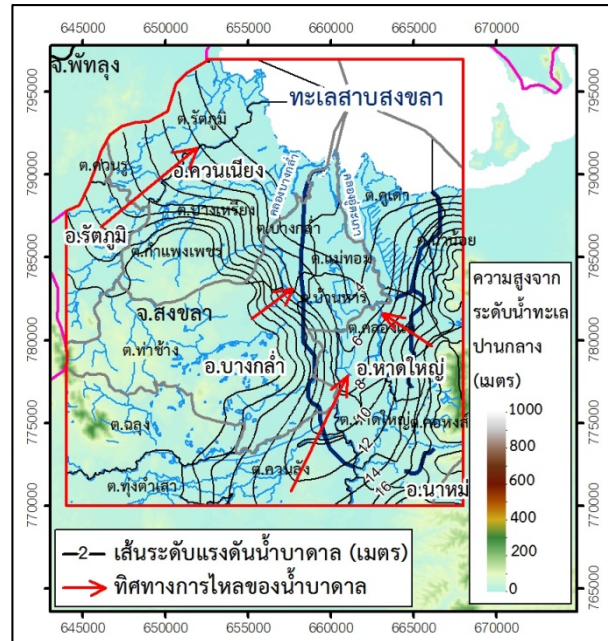 645000 650000 655000 660000 665000 670000
795000
790000
785000
780000
775000
770000
765000
จ.พัทลุง
ทะเลสาบสงขลา
ต.รัตภูมิ
ต.ควนรู
อ.ควนเนียง
คลองบางกล่ำ
คลองอู่ตะเภา
ต.คูเต่า
ต.บางเหรียง
อ.รัตภูมิ
ต.บางกล่ำ
ต.น้ำน้อย
ต.กำแพงเพชร
ต.แม่ทอม
4
ต.บ้านหาร
จ.สงขลา
ต.คลองแห
6
ต.ท่าช้าง
อ.บางกล่ำ
อ.หาดใหญ่
8
10
ต.หาดใหญ่
ต.คอหงส์
ต.ฉลุง
12
ต.ควนลัง
14
ต.ทุ่งตำเสา
16
อ.นาหม่
ความสูงจาก
ระดับน้ำทะเล
ปานกลาง
(เมตร)
1000
800
600
400
200
0
2 เส้นระดับแรงดันน้ำบาดาล (เมตร)
ทิศทางการไหลของน้ำบาดาล
645000 650000 655000 660000 665000 670000